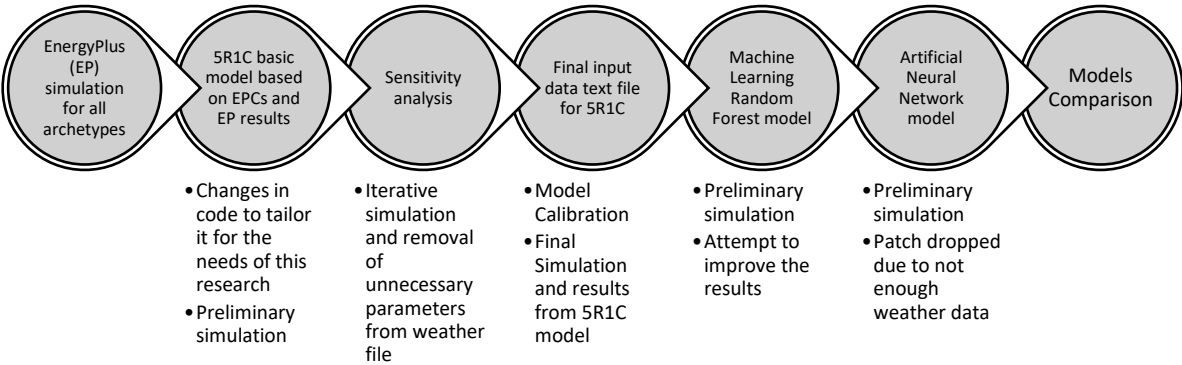 EnergyPlus
(EP)
simulation
for all
archetypes
5R1C basic
model based
on EPCs and
EP results
Sensitivity
analysis
Final input
data text file
for 5R1C
Machine
Learning
Random
Forest model
Artificial
Neural
Network
model
Models
Comparison
•Changes in
code to tailor
it for the
needs of this
research
•Preliminary
simulation
•Iterative
simulation
and removal
of
unnecessary
parameters
from weather
file
•Model
Calibration
•Final
Simulation
and results
from 5R1C
model
•Preliminary
simulation
•Attempt to
improve the
results
•Preliminary
simulation
•Patch dropped
due to not
enough
weather data